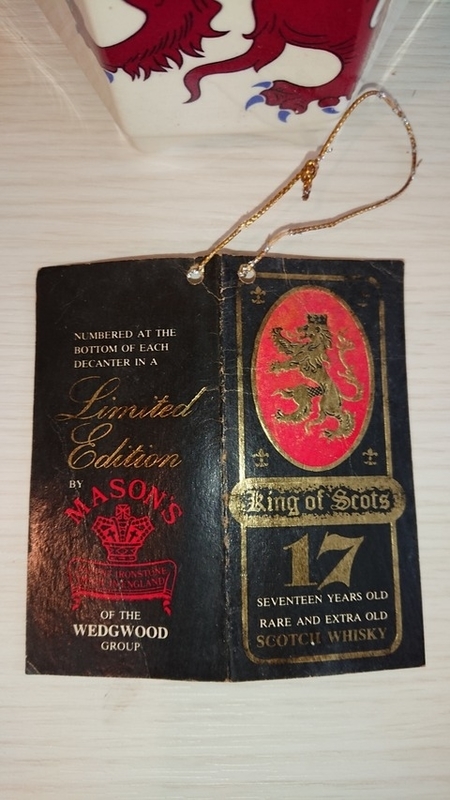 NUMBERED AT THE
BOTTOM OF EACH
DECANTER IN A
Limited
Edition
BY
MASON'S
OF THE
WEDGWOOD
GROUP
King of Scots
17
SEVENTEEN YEARS OLD
RARE AND EXTRA OLD
SCOTCH WHISKY